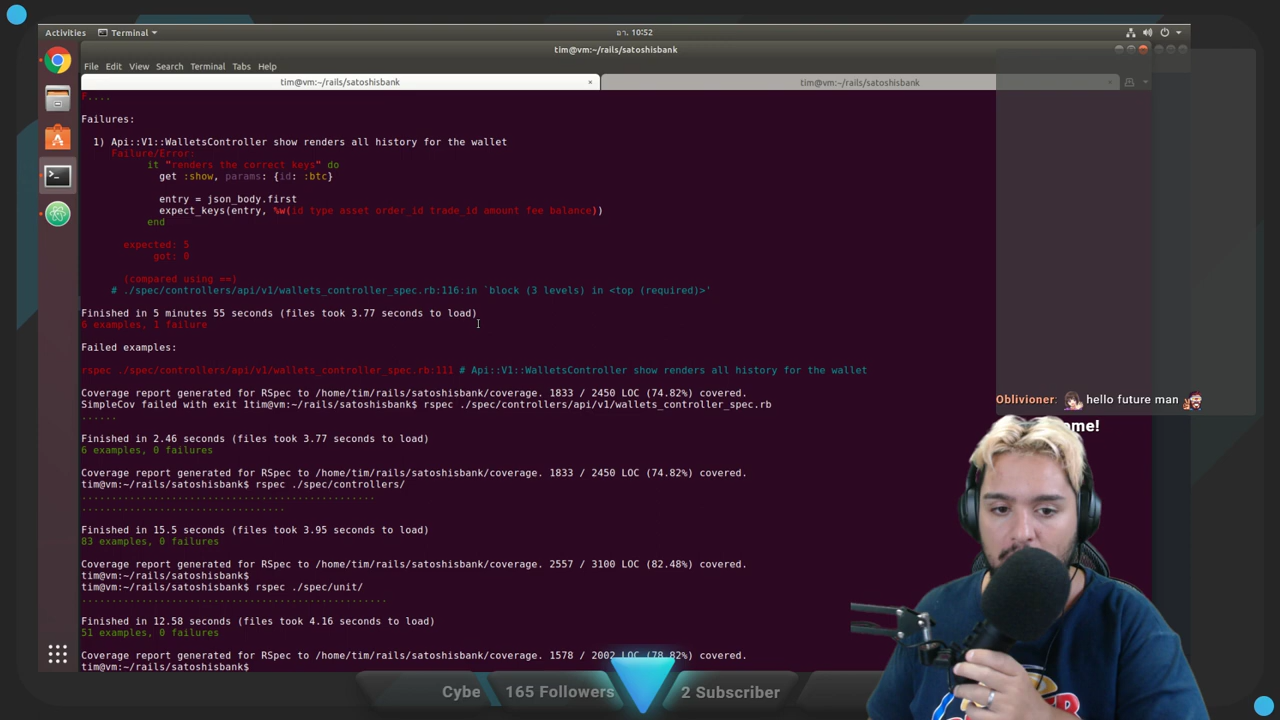 Activities
Terminal
อา. 10:52
tim@vm:~/rails/satoshisbank
File Edit View Search Terminal Tabs Help
tim@vm:~/rails/satoshisbank × tim@vm:~/rails/satoshisbank ×
F....
Failures:
1) Api::V1::WalletsController show renders all history for the wallet
Failure/Error:
it "renders the correct keys" do
get :show, params: {id: :btc}
entry = json_body.first
expect_keys(entry, %w(id type asset order_id trade_id amount fee balance))
end
expected: 5
got: 0
(compared using ==)
# ./spec/controllers/api/v1/wallets_controller_spec.rb:116:in `block (3 levels) in <top (required)>'
Finished in 5 minutes 55 seconds (files took 3.77 seconds to load)
6 examples, 1 failure
Failed examples:
rspec ./spec/controllers/api/v1/wallets_controller_spec.rb:111 # Api::V1::WalletsController show renders all history for the wallet
Coverage report generated for RSpec to /home/tim/rails/satoshisbank/coverage. 1833 / 2450 LOC (74.82%) covered.
SimpleCov failed with exit 1tim@vm:~/rails/satoshisbank$ rspec ./spec/controllers/api/v1/wallets_controller_spec.rb
......
Finished in 2.46 seconds (files took 3.77 seconds to load)
6 examples, 0 failures
Coverage report generated for RSpec to /home/tim/rails/satoshisbank/coverage. 1833 / 2450 LOC (74.82%) covered.
tim@vm:~/rails/satoshisbank$ rspec ./spec/controllers/
Finished in 15.5 seconds (files took 3.95 seconds to load)
83 examples, 0 failures
Coverage report generated for RSpec to /home/tim/rails/satoshisbank/coverage. 2557 / 3100 LOC (82.48%) covered.
tim@vm:~/rails/satoshisbank$
tim@vm:~/rails/satoshisbank$ rspec ./spec/unit/
Finished in 12.58 seconds (files took 4.16 seconds to load)
51 examples, 0 failures
Coverage report generated for RSpec to /home/tim/rails/satoshisbank/coverage. 1578 / 2002 LOC (78.82%) covered.
tim@vm:~/rails/satoshisbank$
Oblivioner: hello future man
ome!
Cybe
165 Followers
2 Subscriber